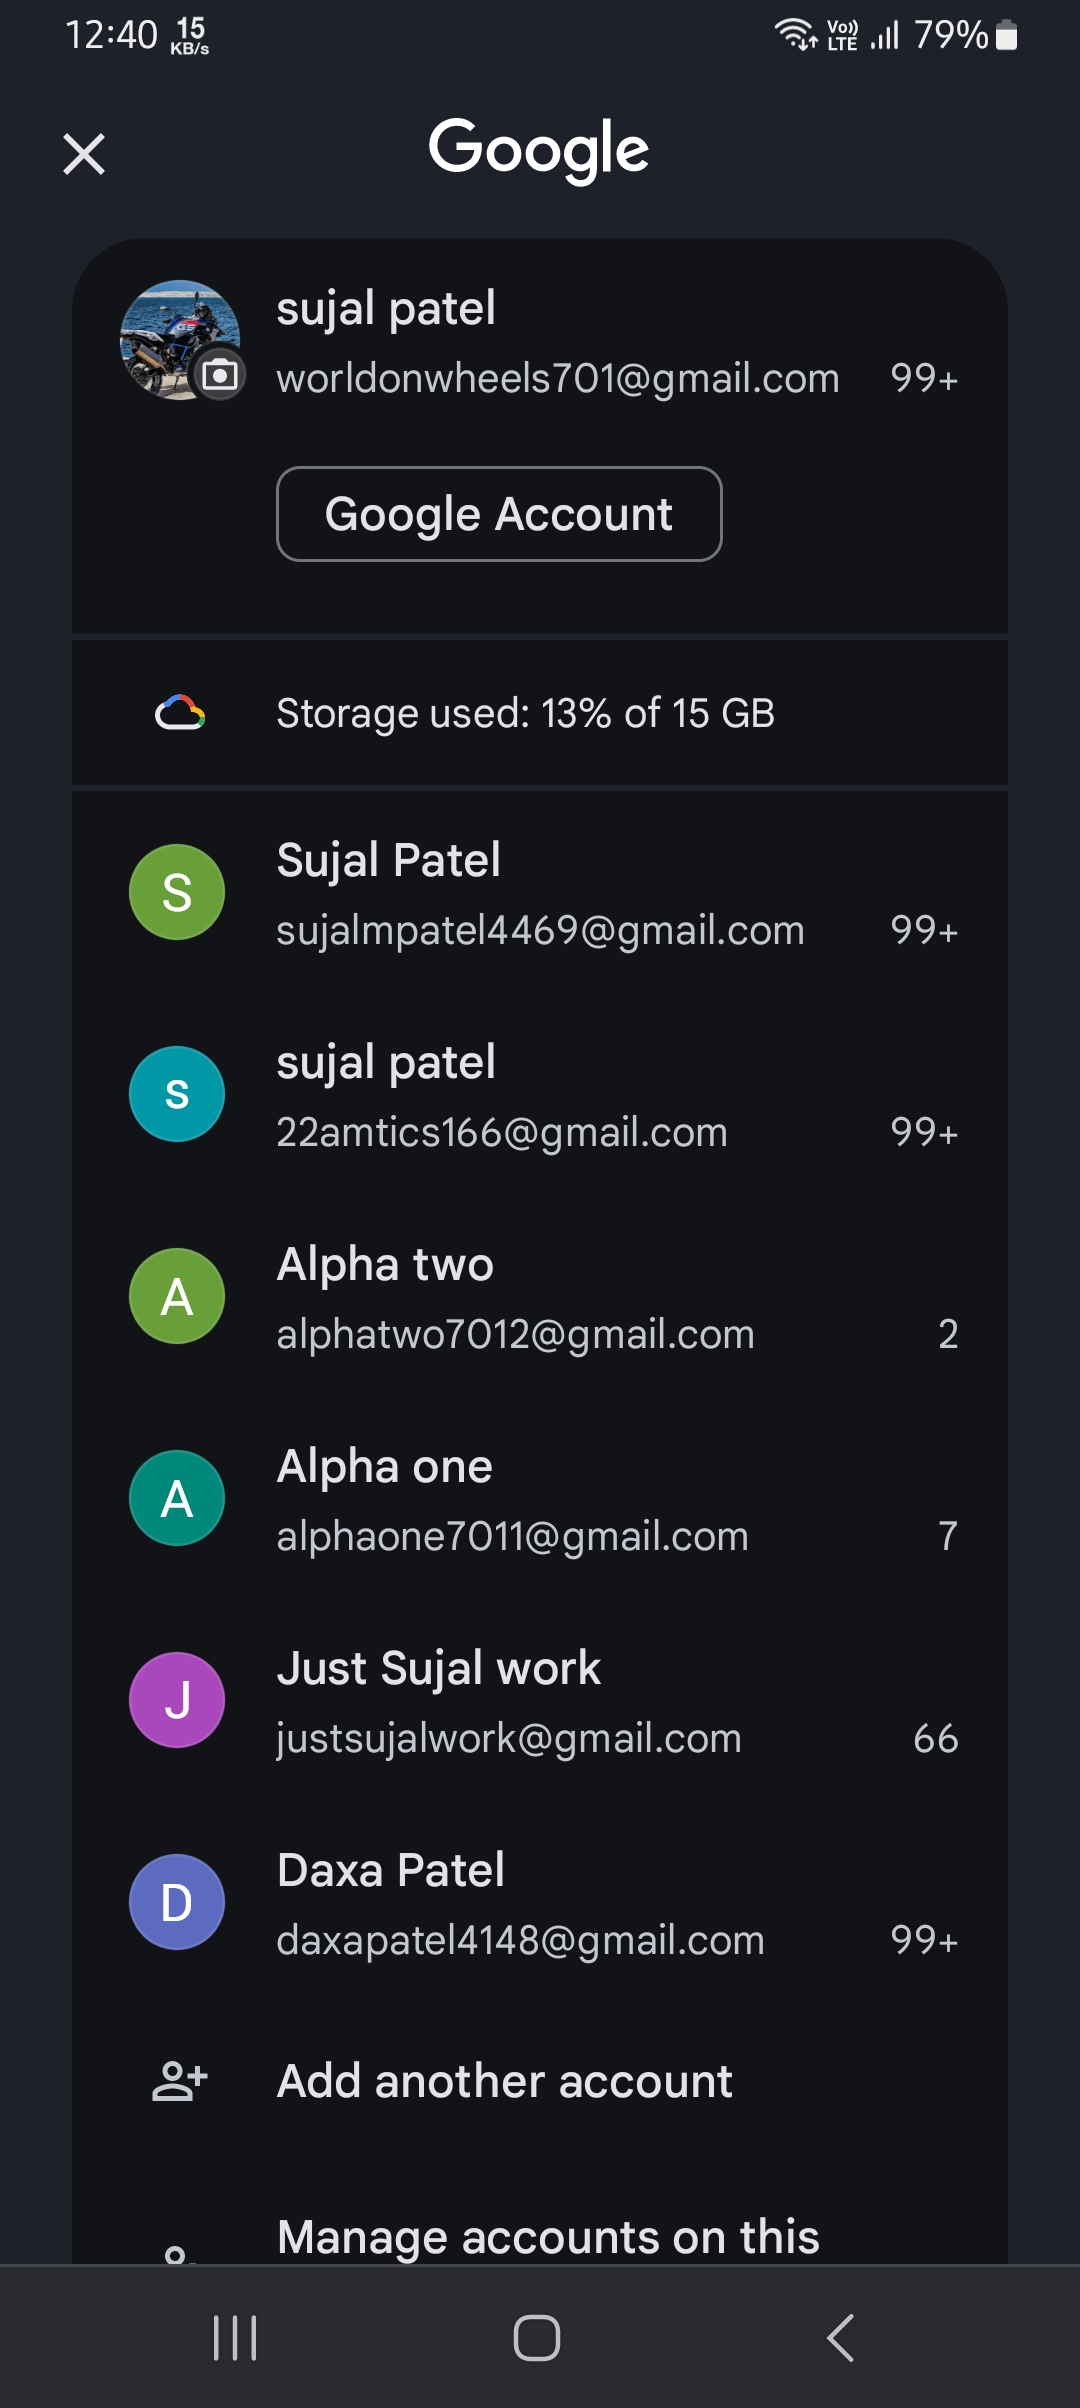 12:40 15 KB/s Vo)) LTE 79%
Google
sujal patel
worldonwheels701@gmail.com 99+
Google Account
Storage used: 13% of 15 GB
S Sujal Patel
sujalmpatel4469@gmail.com 99+
s sujal patel
22amtics166@gmail.com 99+
A Alpha two
alphatwo7012@gmail.com 2
A Alpha one
alphaone7011@gmail.com 7
J Just Sujal work
justsujalwork@gmail.com 66
D Daxa Patel
daxapatel4148@gmail.com 99+
Add another account
Manage accounts on this